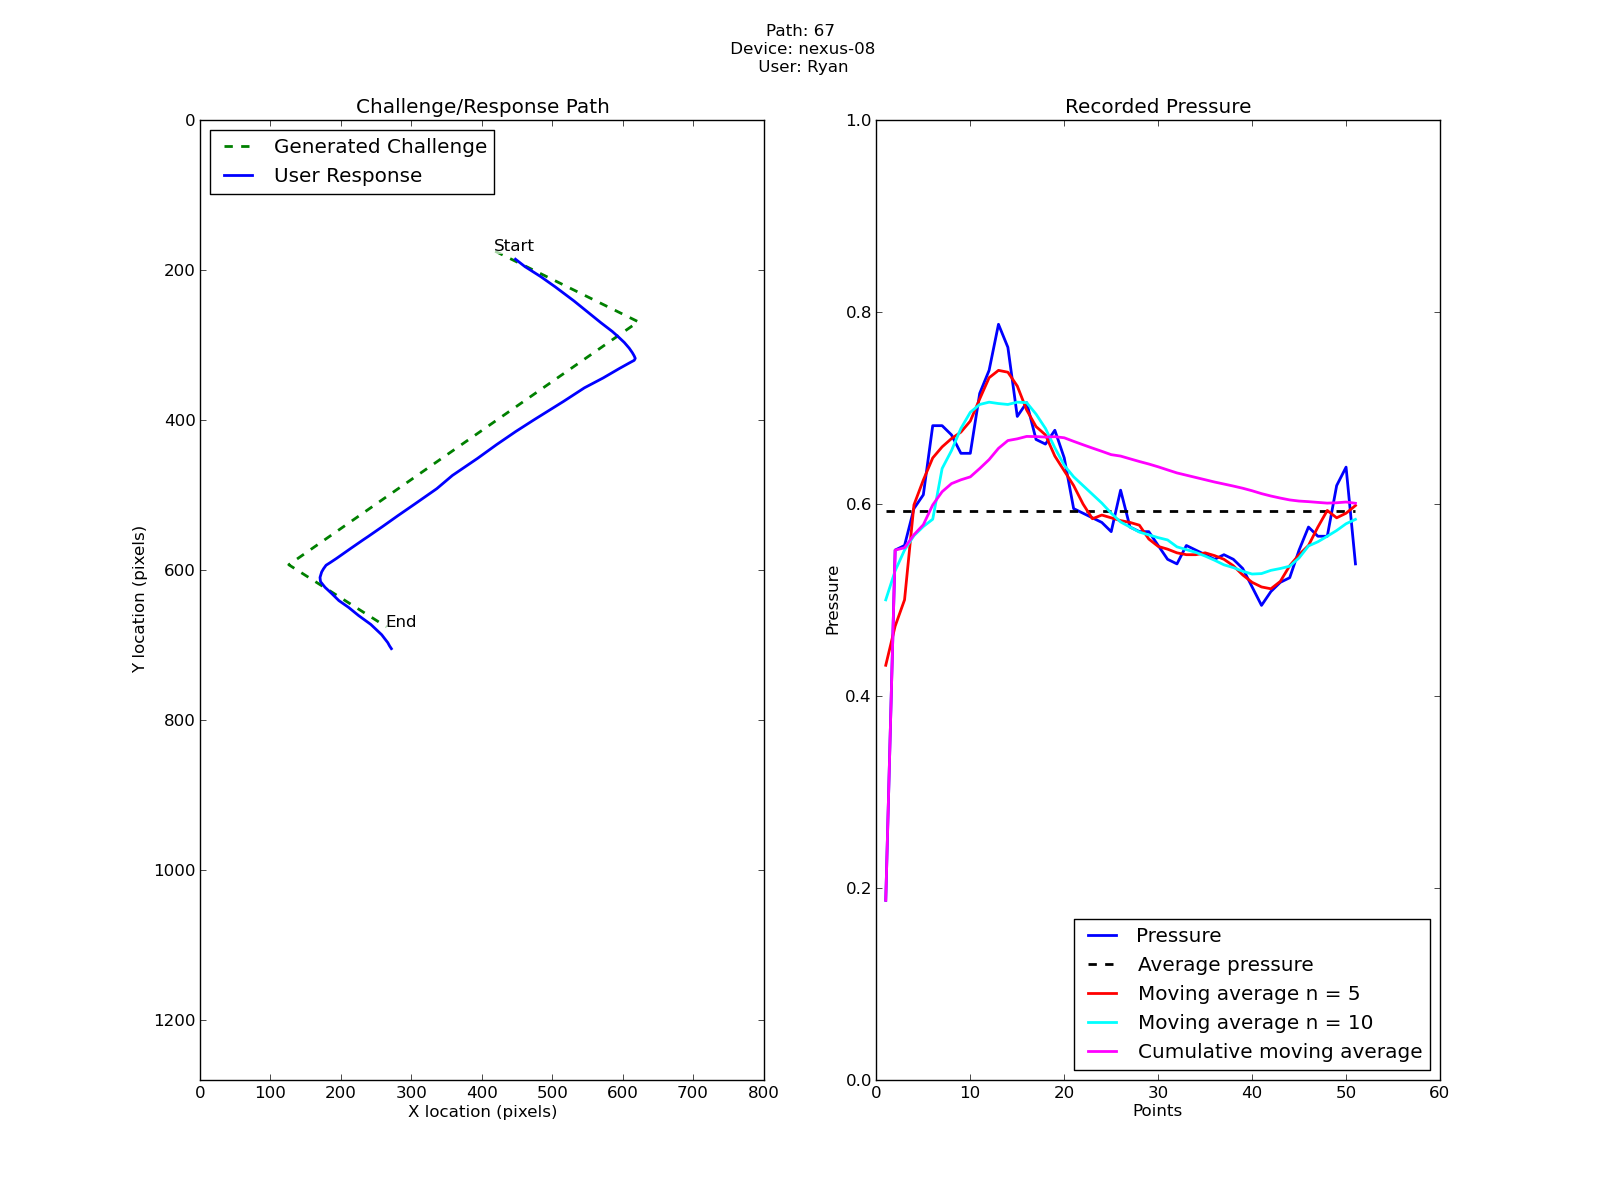 Path: 67
Device: nexus-08
User: Ryan
Challenge/Response Path
0
200
400
600
800
1000
1200
Y location (pixels)
Generated Challenge
User Response
Start
End
0 100 200 300 400 500 600 700 800
X location (pixels)
Recorded Pressure
1.0
0.8
0.6
0.4
0.2
0.0
Pressure
Pressure
Average pressure
Moving average n = 5
Moving average n = 10
Cumulative moving average
0 10 20 30 40 50 60
Points